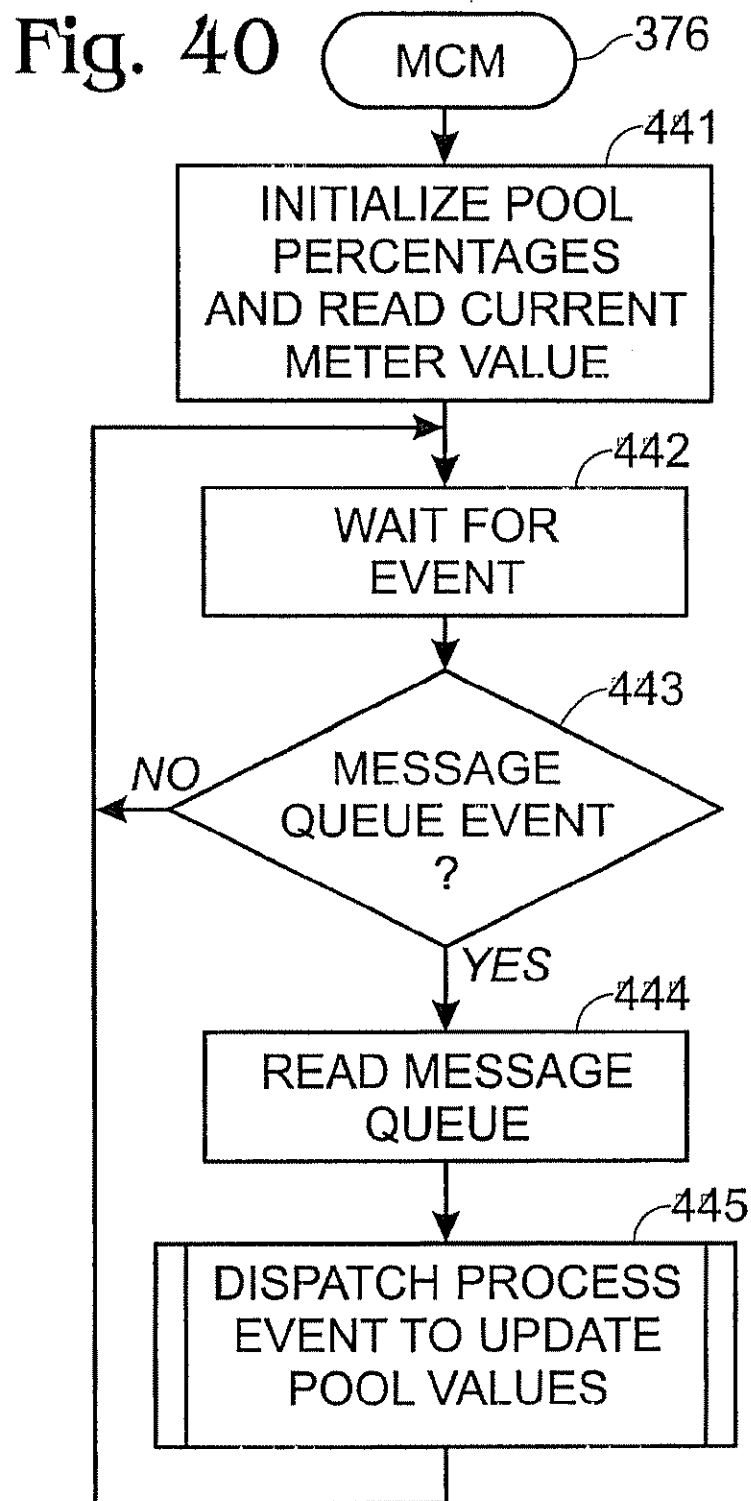 Fig. 40
MCM
376
441
INITIALIZE POOL
PERCENTAGES
AND READ CURRENT
METER VALUE
442
WAIT FOR
EVENT
443
NO
MESSAGE
QUEUE EVENT
?
YES
444
READ MESSAGE
QUEUE
445
DISPATCH PROCESS
EVENT TO UPDATE
POOL VALUES